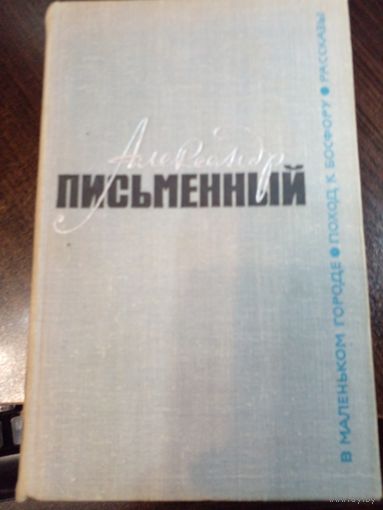 Александр
ПИСЬМЕННЫЙ
В МАЛЕНЬКОМ ГОРОДЕ • ПОХОД К БОСФОРУ • РАССКАЗЫ